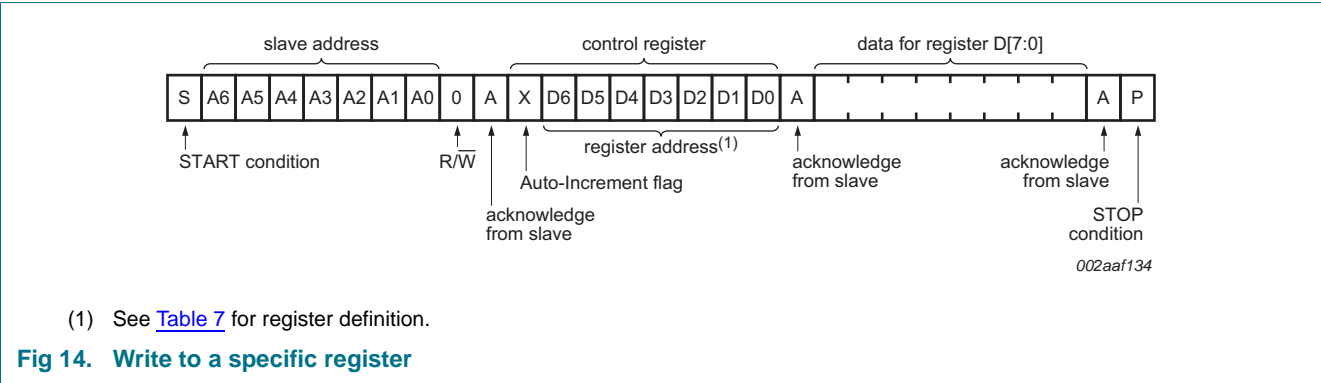 slave address control register data for register D[7:0]
S A6 A5 A4 A3 A2 A1 A0 0 A X D6 D5 D4 D3 D2 D1 D0 A A P
START condition R/W̅ register address(1) acknowledge from slave acknowledge from slave
Auto-Increment flag
acknowledge from slave
STOP condition
002aaf134
(1) See Table 7 for register definition.
Fig 14. Write to a specific register